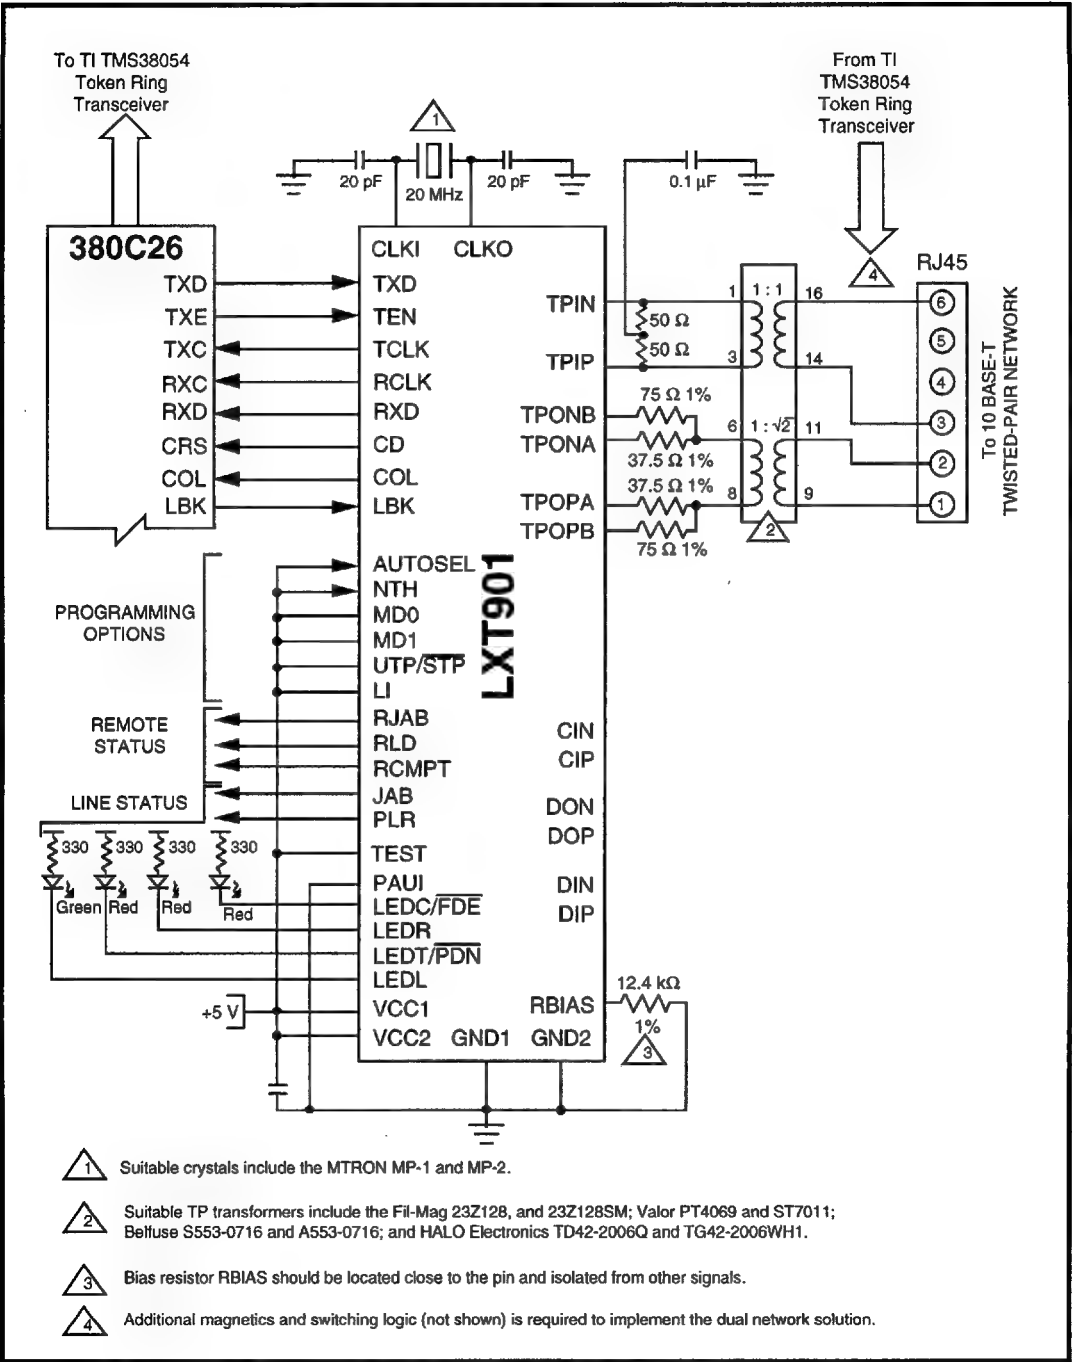 To TI TMS38054
Token Ring
Transceiver
From TI
TMS38054
Token Ring
Transceiver
1
20 pF
20 MHz
20 pF
0.1 µF
4
RJ45
380C26
TXD
TXE
TXC
RXC
RXD
CRS
COL
LBK
CLKI
CLKO
TXD
TEN
TCLK
RCLK
RXD
CD
COL
LBK
AUTOSEL
NTH
MD0
MD1
UTP/STP
LI
RJAB
RLD
RCMPT
JAB
PLR
TEST
PAUI
LEDC/FDE
LEDR
LEDT/PDN
LEDL
VCC1
VCC2
GND1
GND2
LXT901
TPIN
TPIP
TPONB
TPONA
TPOPA
TPOPB
CIN
CIP
DON
DOP
DIN
DIP
RBIAS
50 Ω
50 Ω
75 Ω 1%
37.5 Ω 1%
37.5 Ω 1%
75 Ω 1%
1
1 : 1
16
3
14
6
1 : √2
11
8
9
2
6
5
4
3
2
1
To 10 BASE-T
TWISTED-PAIR NETWORK
PROGRAMMING
OPTIONS
REMOTE
STATUS
LINE STATUS
330
330
330
330
Green
Red
Red
Red
+5 V
12.4 kΩ
1%
3
1 Suitable crystals include the MTRON MP-1 and MP-2.
2 Suitable TP transformers include the Fil-Mag 23Z128, and 23Z128SM; Valor PT4069 and ST7011;
Belfuse S553-0716 and A553-0716; and HALO Electronics TD42-2006Q and TG42-2006WH1.
3 Bias resistor RBIAS should be located close to the pin and isolated from other signals.
4 Additional magnetics and switching logic (not shown) is required to implement the dual network solution.